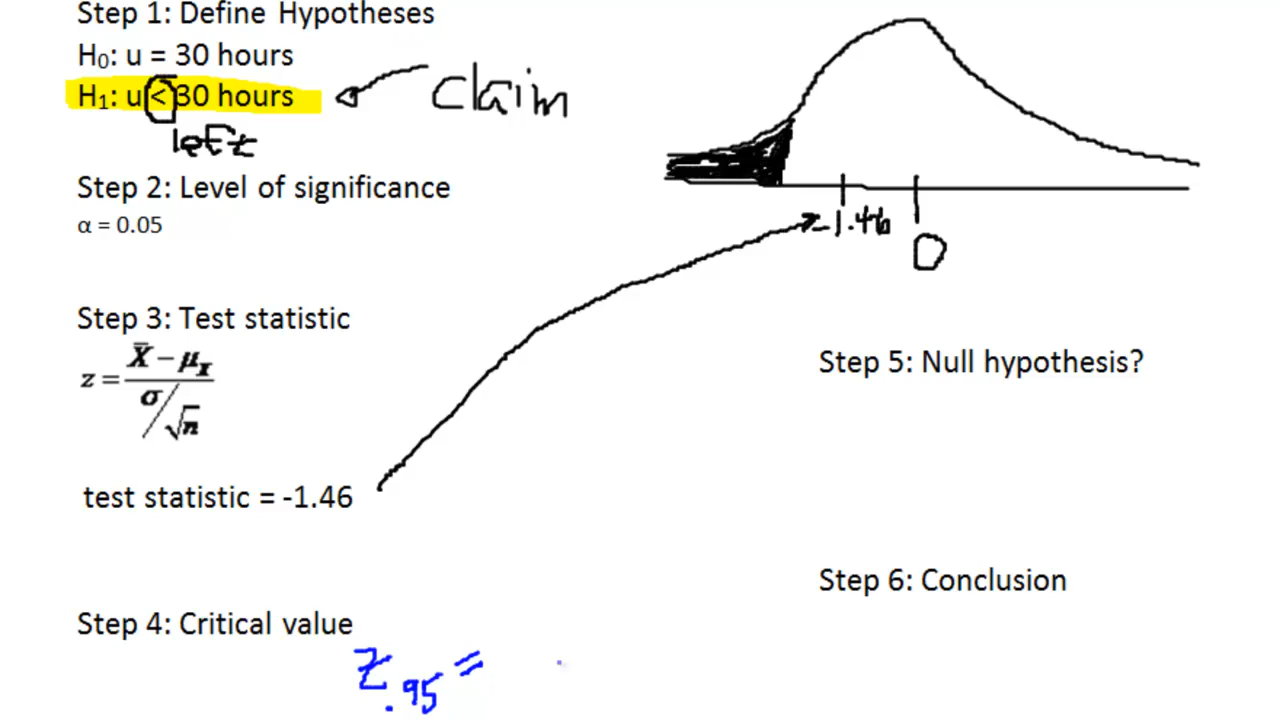 Step 1: Define Hypotheses
H₀: u = 30 hours
H₁: u < 30 hours
claim
left
Step 2: Level of significance
α = 0.05
-1.46
0
Step 3: Test statistic
z = (X̄ − μ_X̄) / (σ/√n)
test statistic = -1.46
Step 4: Critical value
z.95 =
Step 5: Null hypothesis?
Step 6: Conclusion